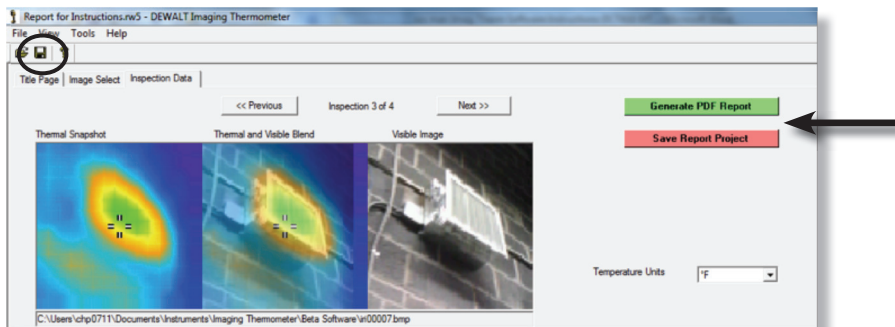 Report for Instructions.rw5 - DEWALT Imaging Thermometer
File View Tools Help
Title Page Image Select Inspection Data
<< Previous Inspection 3 of 4 Next >> Generate PDF Report
Save Report Project
Thermal Snapshot Thermal and Visible Blend Visible Image
Temperature Units °F
C:\Users\chp0711\Documents\Instruments\Imaging Thermometer\Beta Software\iri00007.bmp